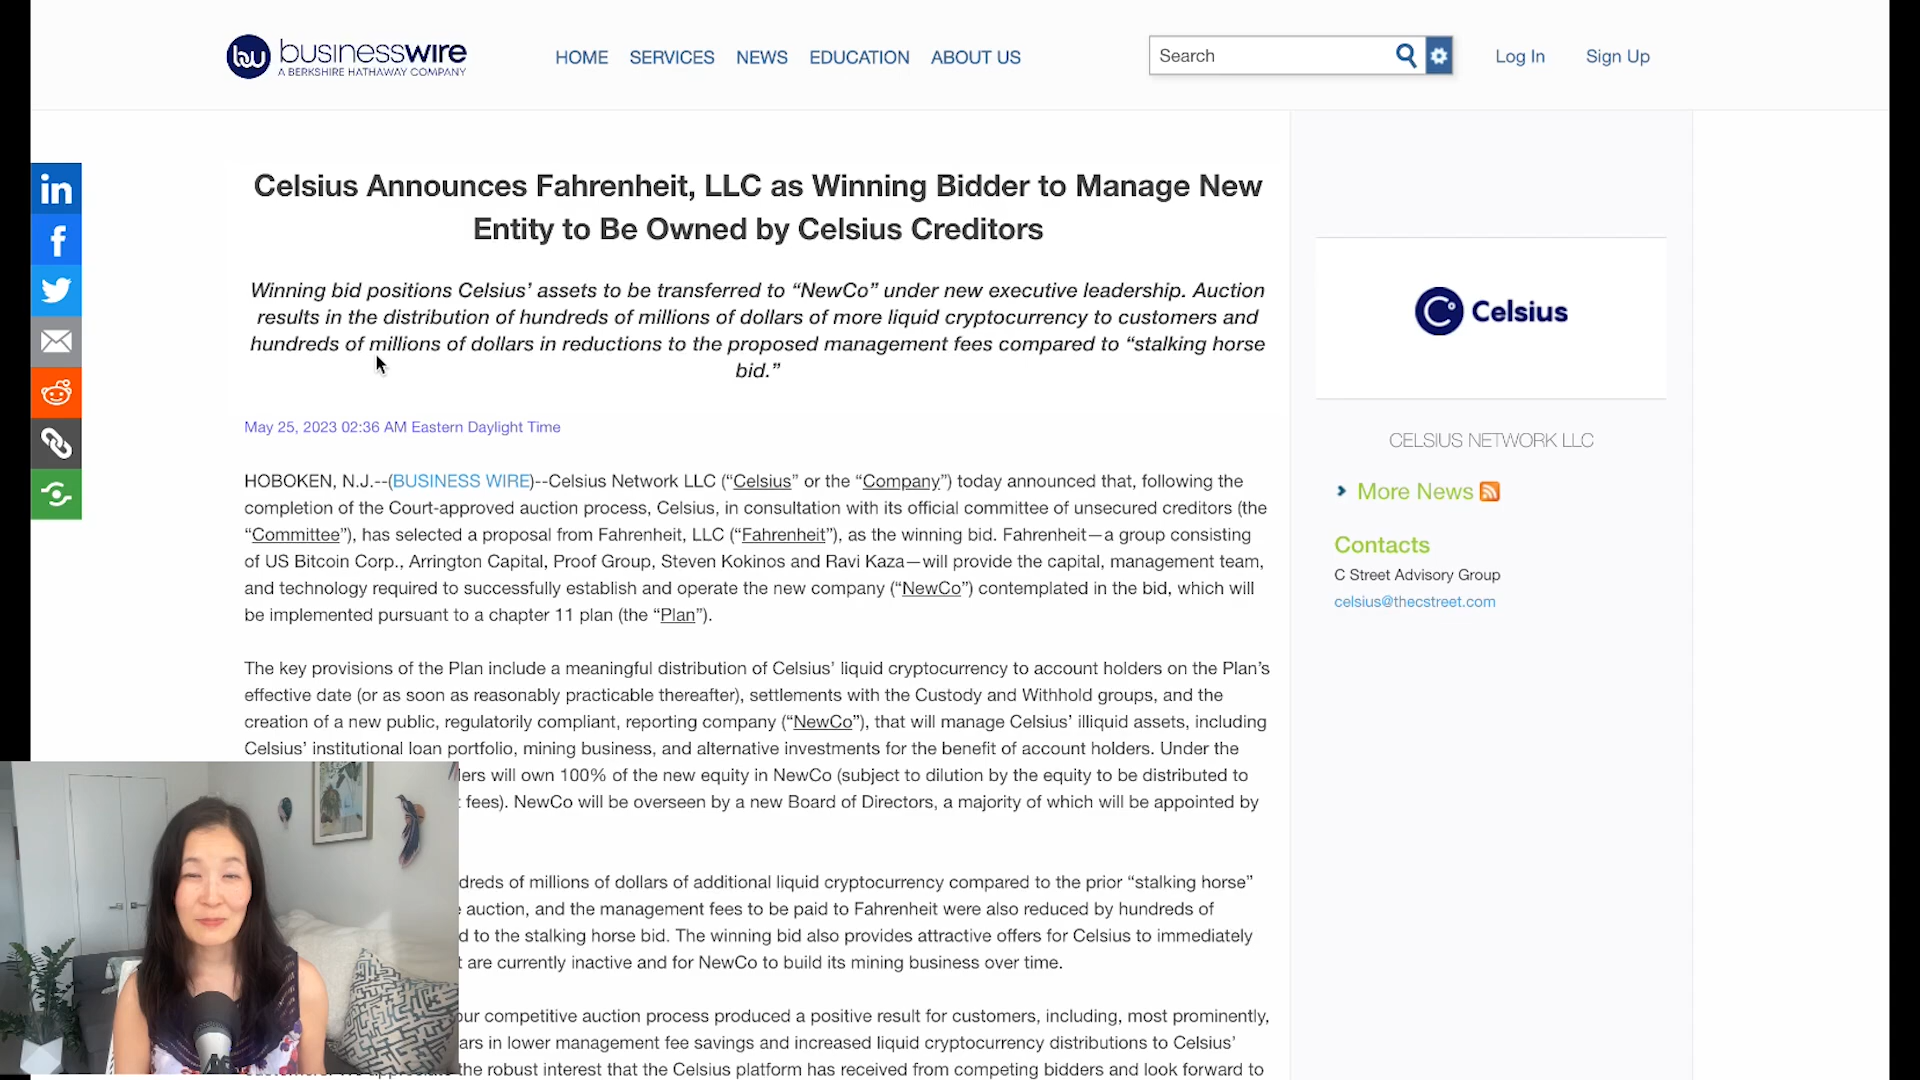 businesswire
A BERKSHIRE HATHAWAY COMPANY
HOME SERVICES NEWS EDUCATION ABOUT US
Search
Log In Sign Up
Celsius Announces Fahrenheit, LLC as Winning Bidder to Manage New
Entity to Be Owned by Celsius Creditors
Winning bid positions Celsius’ assets to be transferred to “NewCo” under new executive leadership. Auction
results in the distribution of hundreds of millions of dollars of more liquid cryptocurrency to customers and
hundreds of millions of dollars in reductions to the proposed management fees compared to “stalking horse
bid.”
May 25, 2023 02:36 AM Eastern Daylight Time
HOBOKEN, N.J.--(BUSINESS WIRE)--Celsius Network LLC (“Celsius” or the “Company”) today announced that, following the
completion of the Court-approved auction process, Celsius, in consultation with its official committee of unsecured creditors (the
“Committee”), has selected a proposal from Fahrenheit, LLC (“Fahrenheit”), as the winning bid. Fahrenheit—a group consisting
of US Bitcoin Corp., Arrington Capital, Proof Group, Steven Kokinos and Ravi Kaza—will provide the capital, management team,
and technology required to successfully establish and operate the new company (“NewCo”) contemplated in the bid, which will
be implemented pursuant to a chapter 11 plan (the “Plan”).
The key provisions of the Plan include a meaningful distribution of Celsius’ liquid cryptocurrency to account holders on the Plan’s
effective date (or as soon as reasonably practicable thereafter), settlements with the Custody and Withhold groups, and the
creation of a new public, regulatorily compliant, reporting company (“NewCo”), that will manage Celsius’ illiquid assets, including
Celsius’ institutional loan portfolio, mining business, and alternative investments for the benefit of account holders. Under the
will own 100% of the new equity in NewCo (subject to dilution by the equity to be distributed to
fees). NewCo will be overseen by a new Board of Directors, a majority of which will be appointed by
of millions of dollars of additional liquid cryptocurrency compared to the prior “stalking horse”
auction, and the management fees to be paid to Fahrenheit were also reduced by hundreds of
to the stalking horse bid. The winning bid also provides attractive offers for Celsius to immediately
are currently inactive and for NewCo to build its mining business over time.
competitive auction process produced a positive result for customers, including, most prominently,
in lower management fee savings and increased liquid cryptocurrency distributions to Celsius’
the robust interest that the Celsius platform has received from competing bidders and look forward to
Celsius
CELSIUS NETWORK LLC
More News
Contacts
C Street Advisory Group
celsius@thecstreet.com